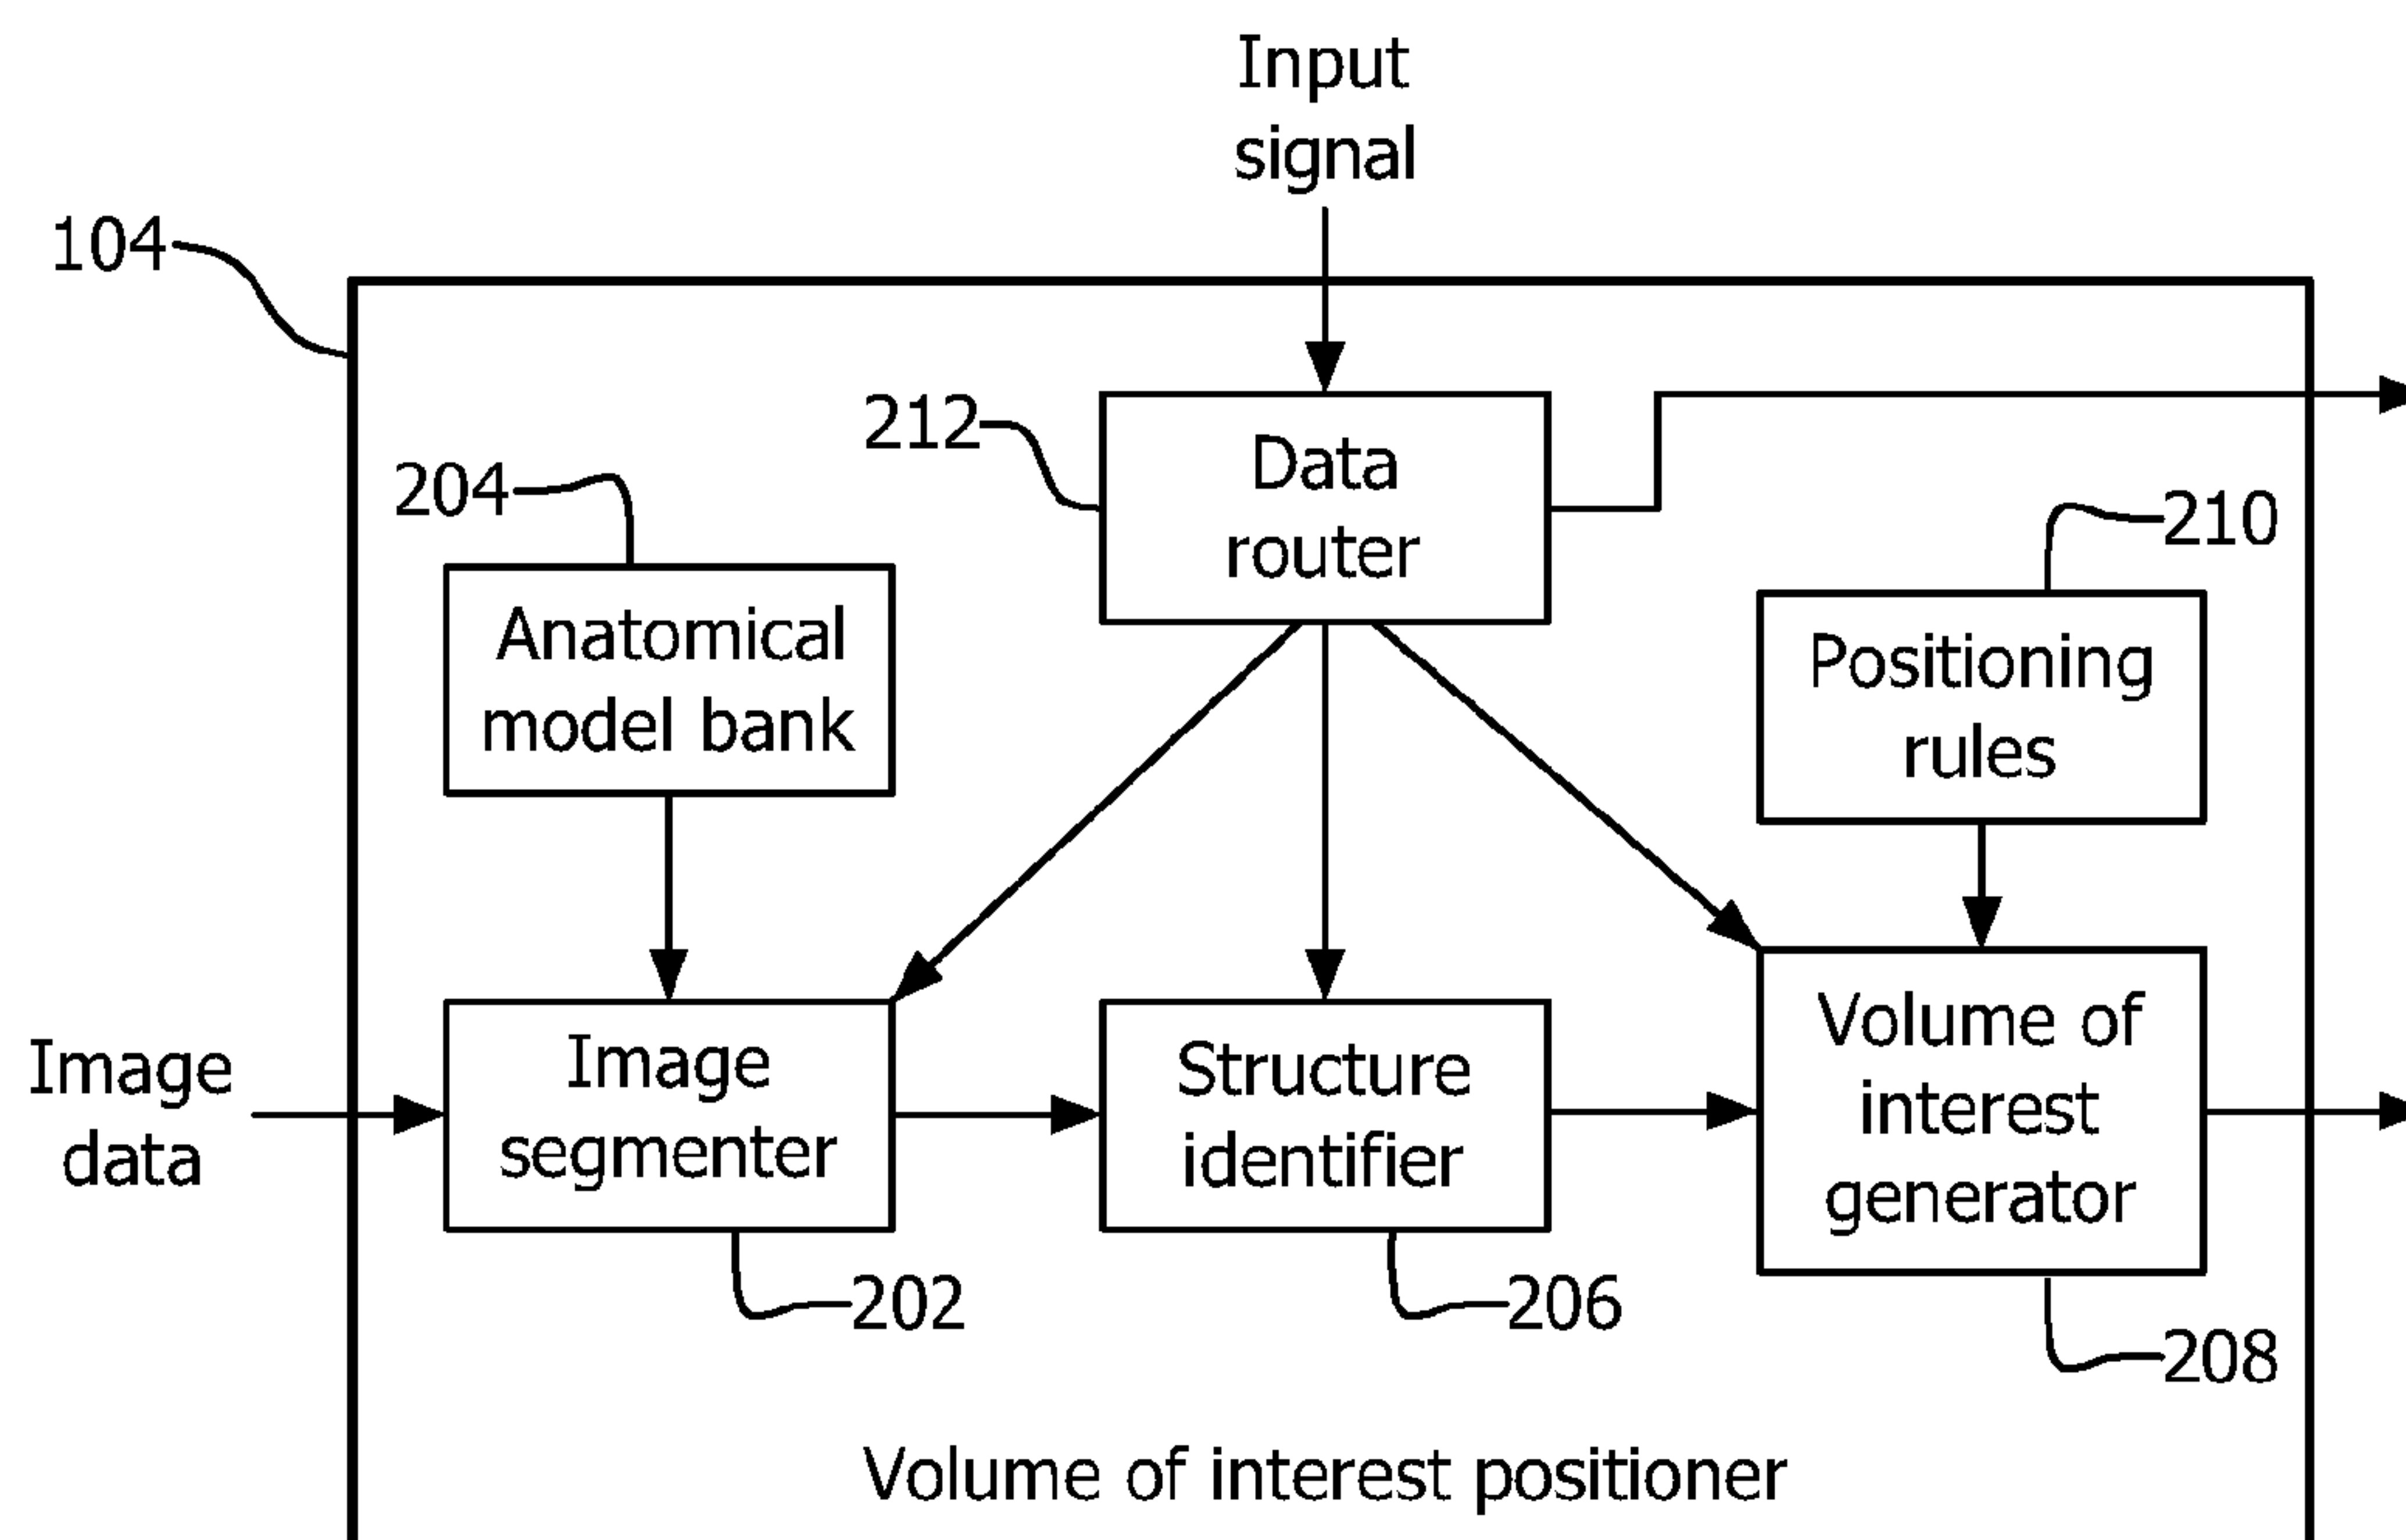 Input
signal
104
212
Data
router
204
210
Anatomical
model bank
Positioning
rules
Image
data
Image
segmenter
Structure
identifier
Volume of
interest
generator
202
206
208
Volume of interest positioner